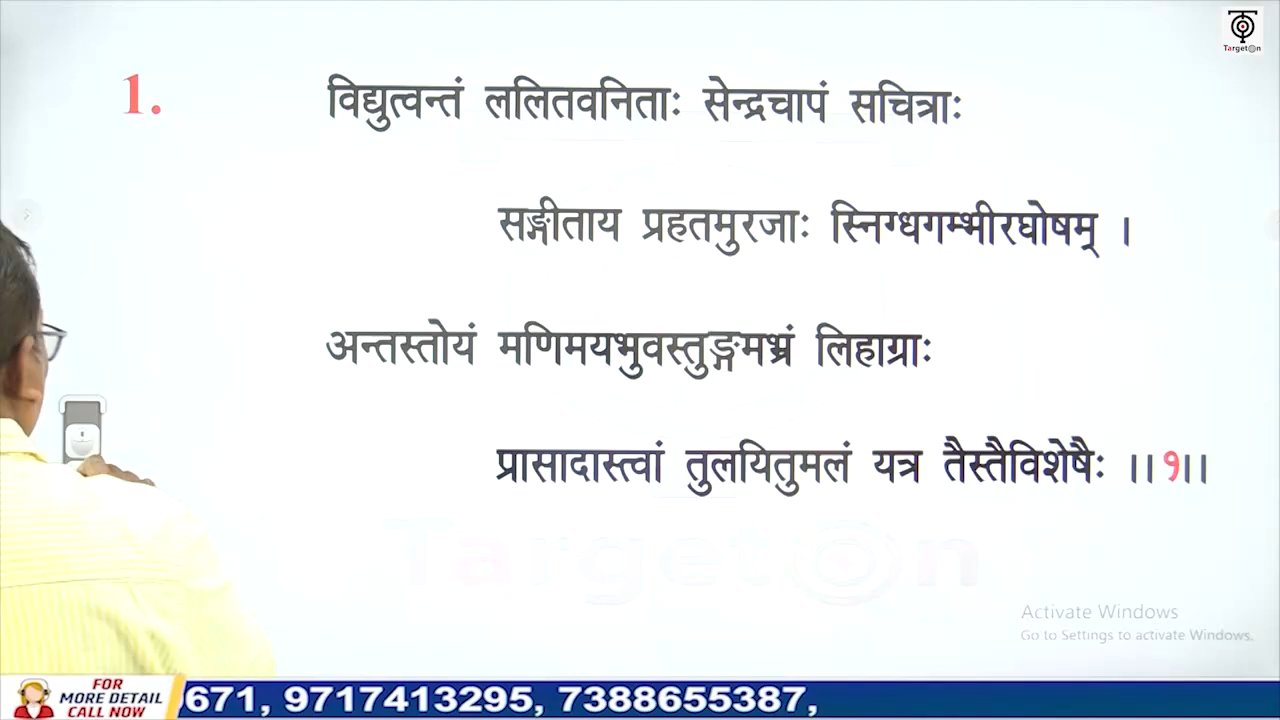 Target@n
1. विद्युत्वन्तं ललितवनिताः सेन्द्रचापं सचित्राः
सङ्गीताय प्रहतमुरजाः स्निग्धगम्भीरघोषम् ।
अन्तस्तोयं मणिमयभुवस्तुङ्गमभ्रं लिहाग्राः
प्रासादास्त्वां तुलयितुमलं यत्र तैस्तैविशेषैः ।।१।।
Target@n
Activate Windows
Go to Settings to activate Windows.
FOR
MORE DETAIL
CALL NOW
671, 9717413295, 7388655387,